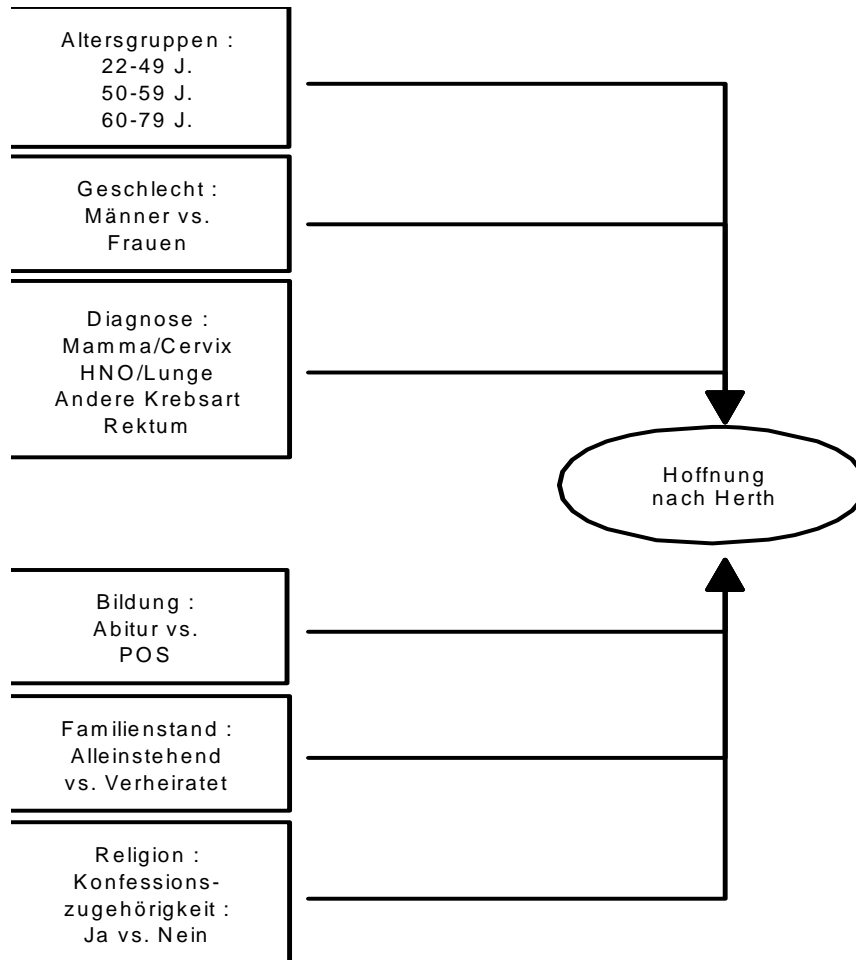 Altersgruppen :
22-49 J.
50-59 J.
60-79 J.
Geschlecht :
Männer vs.
Frauen
Diagnose :
Mamma/Cervix
HNO/Lunge
Andere Krebsart
Rektum
Hoffnung
nach Herth
Bildung :
Abitur vs.
POS
Familienstand :
Alleinstehend
vs. Verheiratet
Religion :
Konfessions-
zugehörigkeit :
Ja vs. Nein